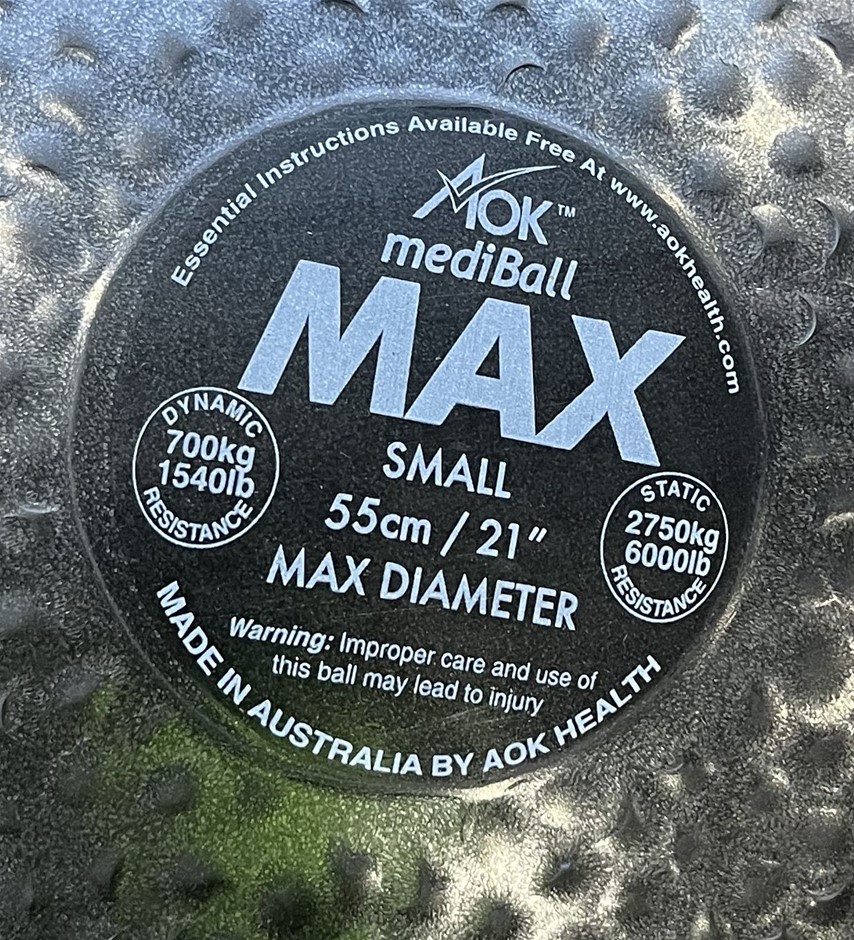 Essential Instructions Available Free At www.aokhealth.com
AOK™
mediBall
MAX
DYNAMIC
700kg
1540lb
RESISTANCE
SMALL
55cm / 21”
MAX DIAMETER
STATIC
2750kg
6000lb
RESISTANCE
Warning: Improper care and use of
this ball may lead to injury
MADE IN AUSTRALIA BY AOK HEALTH